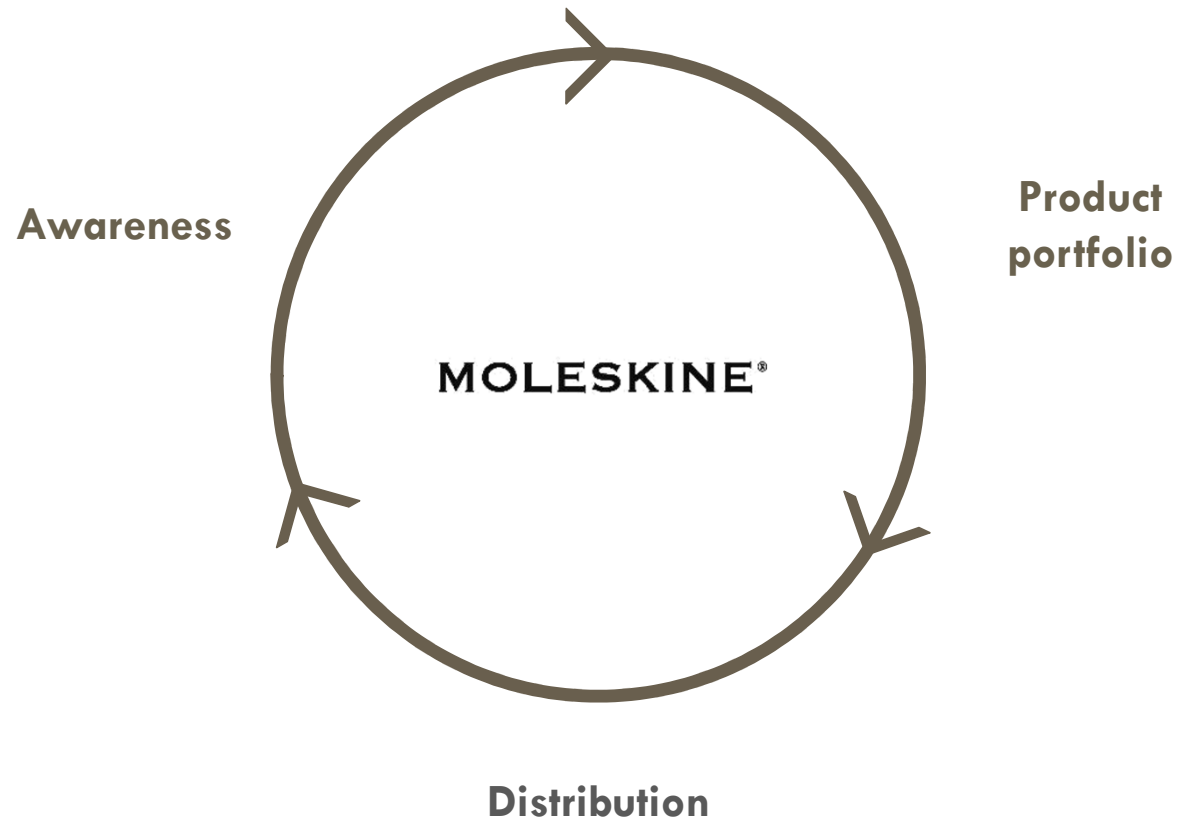 Awareness
Product
portfolio
MOLESKINE®
Distribution